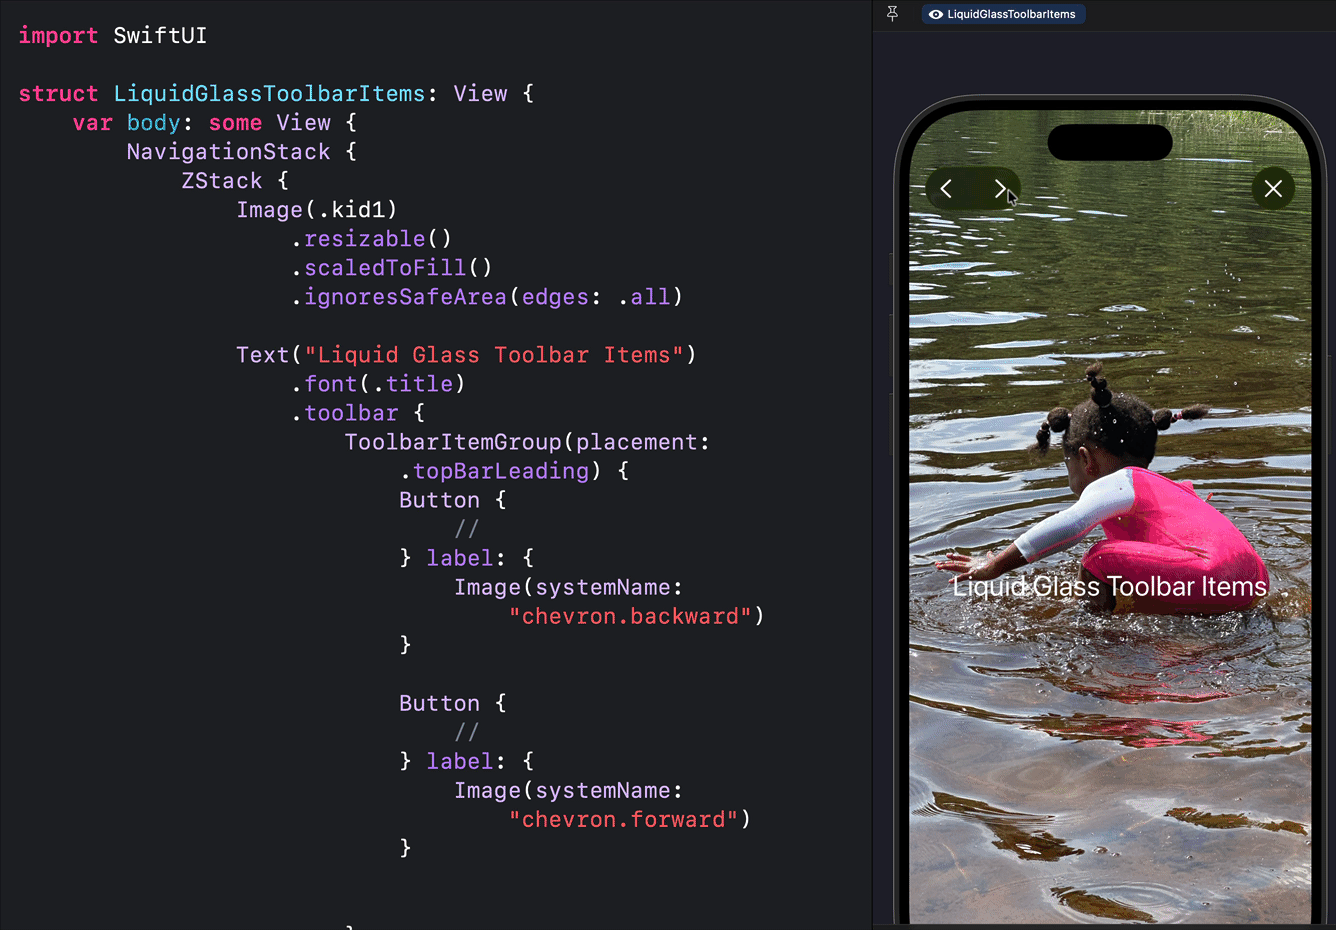 import SwiftUI
struct LiquidGlassToolbarItems: View {
var body: some View {
NavigationStack {
ZStack {
Image(.kid1)
.resizable()
.scaledToFill()
.ignoresSafeArea(edges: .all)
Text("Liquid Glass Toolbar Items")
.font(.title)
.toolbar {
ToolbarItemGroup(placement:
.topBarLeading) {
Button {
//
} label: {
Image(systemName:
"chevron.backward")
}
Button {
//
} label: {
Image(systemName:
"chevron.forward")
}
}
LiquidGlassToolbarItems
Liquid Glass Toolbar Items